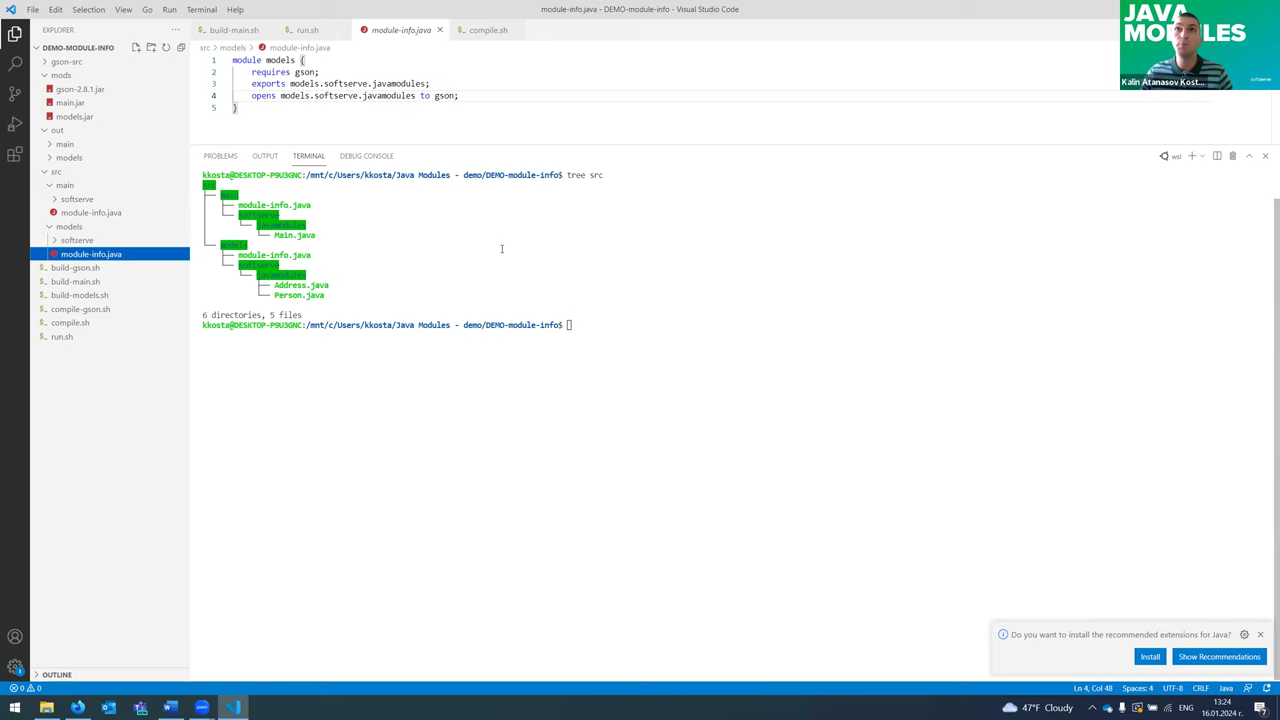 File Edit Selection View Go Run Terminal Help
module-info.java - DEMO-module-info - Visual Studio Code
JAVA
MODULES
Kalin Atanasov Kost...
softserve
EXPLORER
DEMO-MODULE-INFO
gson-src
mods
gson-2.8.1.jar
main.jar
models.jar
out
main
models
src
main
softserve
module-info.java
models
softserve
module-info.java
build-gson.sh
build-main.sh
build-models.sh
compile-gson.sh
compile.sh
run.sh
OUTLINE
build-main.sh run.sh module-info.java compile.sh
src > models > module-info.java
1 module models {
2 requires gson;
3 exports models.softserve.javamodules;
4 opens models.softserve.javamodules to gson;
5 }
PROBLEMS OUTPUT TERMINAL DEBUG CONSOLE
wsl
kkosta@DESKTOP-P9U3GNC:/mnt/c/Users/kkosta/Java Modules - demo/DEMO-module-info$ tree src
src
main
module-info.java
softserve
javamodules
Main.java
models
module-info.java
softserve
javamodules
Address.java
Person.java
6 directories, 5 files
kkosta@DESKTOP-P9U3GNC:/mnt/c/Users/kkosta/Java Modules - demo/DEMO-module-info$
Do you want to install the recommended extensions for Java?
Install Show Recommendations
0 0
Ln 4, Col 48 Spaces: 4 UTF-8 CRLF Java
47°F Cloudy
ENG
13:24
16.01.2024 г.
7